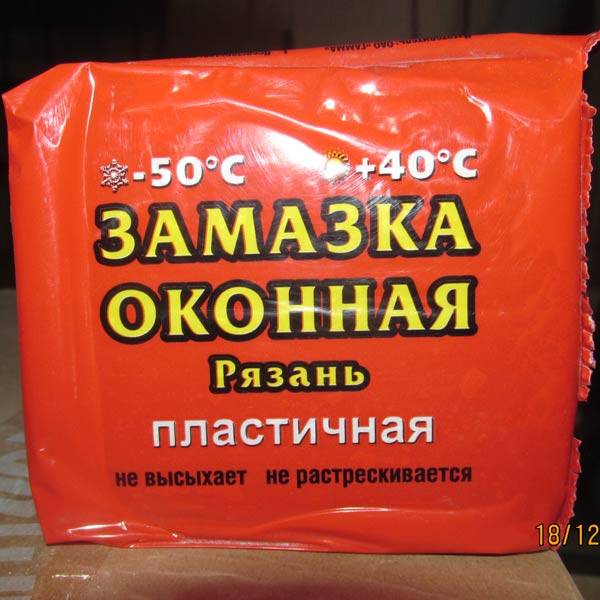 -50°C +40°C
ЗАМАЗКА
ОКОННАЯ
Рязань
пластичная
не высыхает не растрескивается
18/12